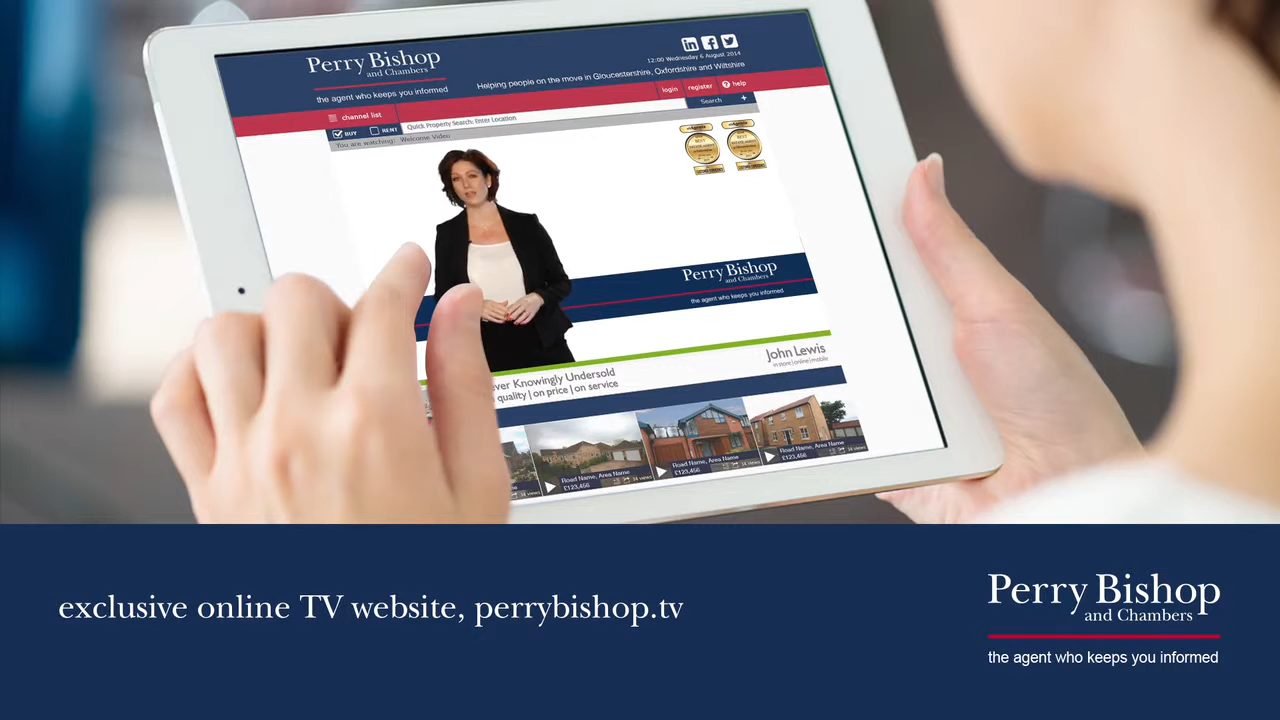 Perry Bishop
and Chambers
the agent who keeps you informed
12:00 Wednesday 6 August 2014
Helping people on the move in Gloucestershire, Oxfordshire and Wiltshire
channel list
login
register
? help
Search +
BUY
RENT
Quick Property Search: Enter Location
You are watching: Welcome Video
Perry Bishop
and Chambers
the agent who keeps you informed
ever Knowingly Undersold
quality | on price | on service
John Lewis
in store | online | mobile
Road Name, Area Name
£123,456
Road Name, Area Name
£123,456
Road Name, Area Name
£123,456
exclusive online TV website, perrybishop.tv
Perry Bishop
and Chambers
the agent who keeps you informed